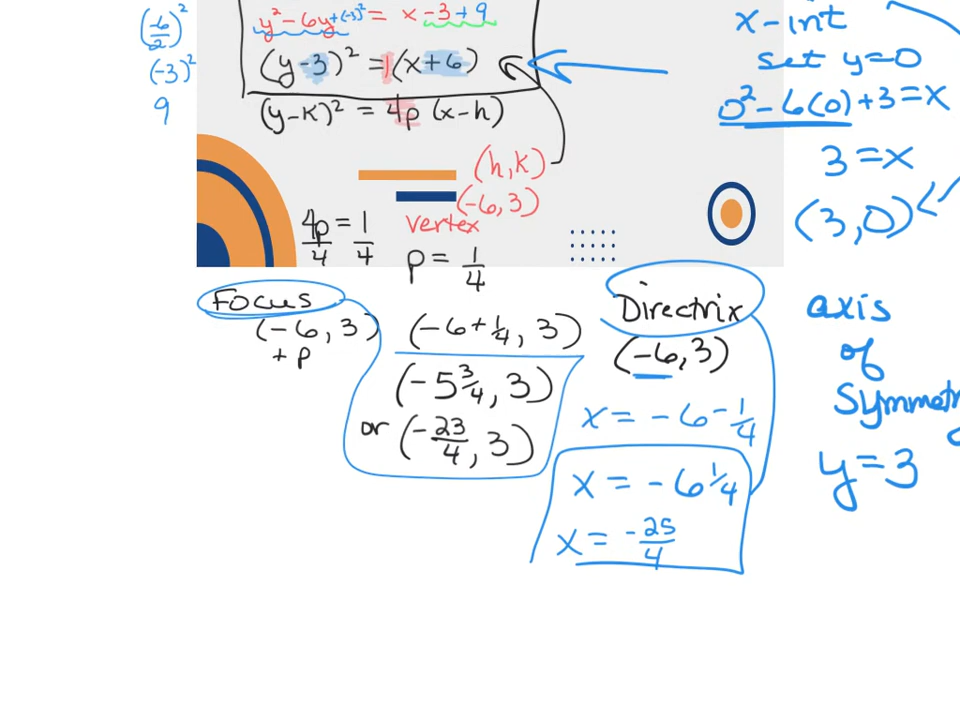 (-6/2)²
(-3)²
9
y² - 6y + (-3)² = x - 3 + 9
(y - 3)² = 1(x + 6)
(y - k)² = 4p (x - h)
(h, k)
(-6, 3)
vertex
4p/4 = 1/4
p = 1/4
x-int
set y=0
0² - 6(0) + 3 = x
3 = x
(3, 0)
Focus
(-6, 3)
+ p
(-6 + 1/4, 3)
(-5 3/4, 3)
or (-23/4, 3)
Directrix
(-6, 3)
x = -6 - 1/4
x = -6 1/4
x = -25/4
axis
of
Symmetry
y = 3